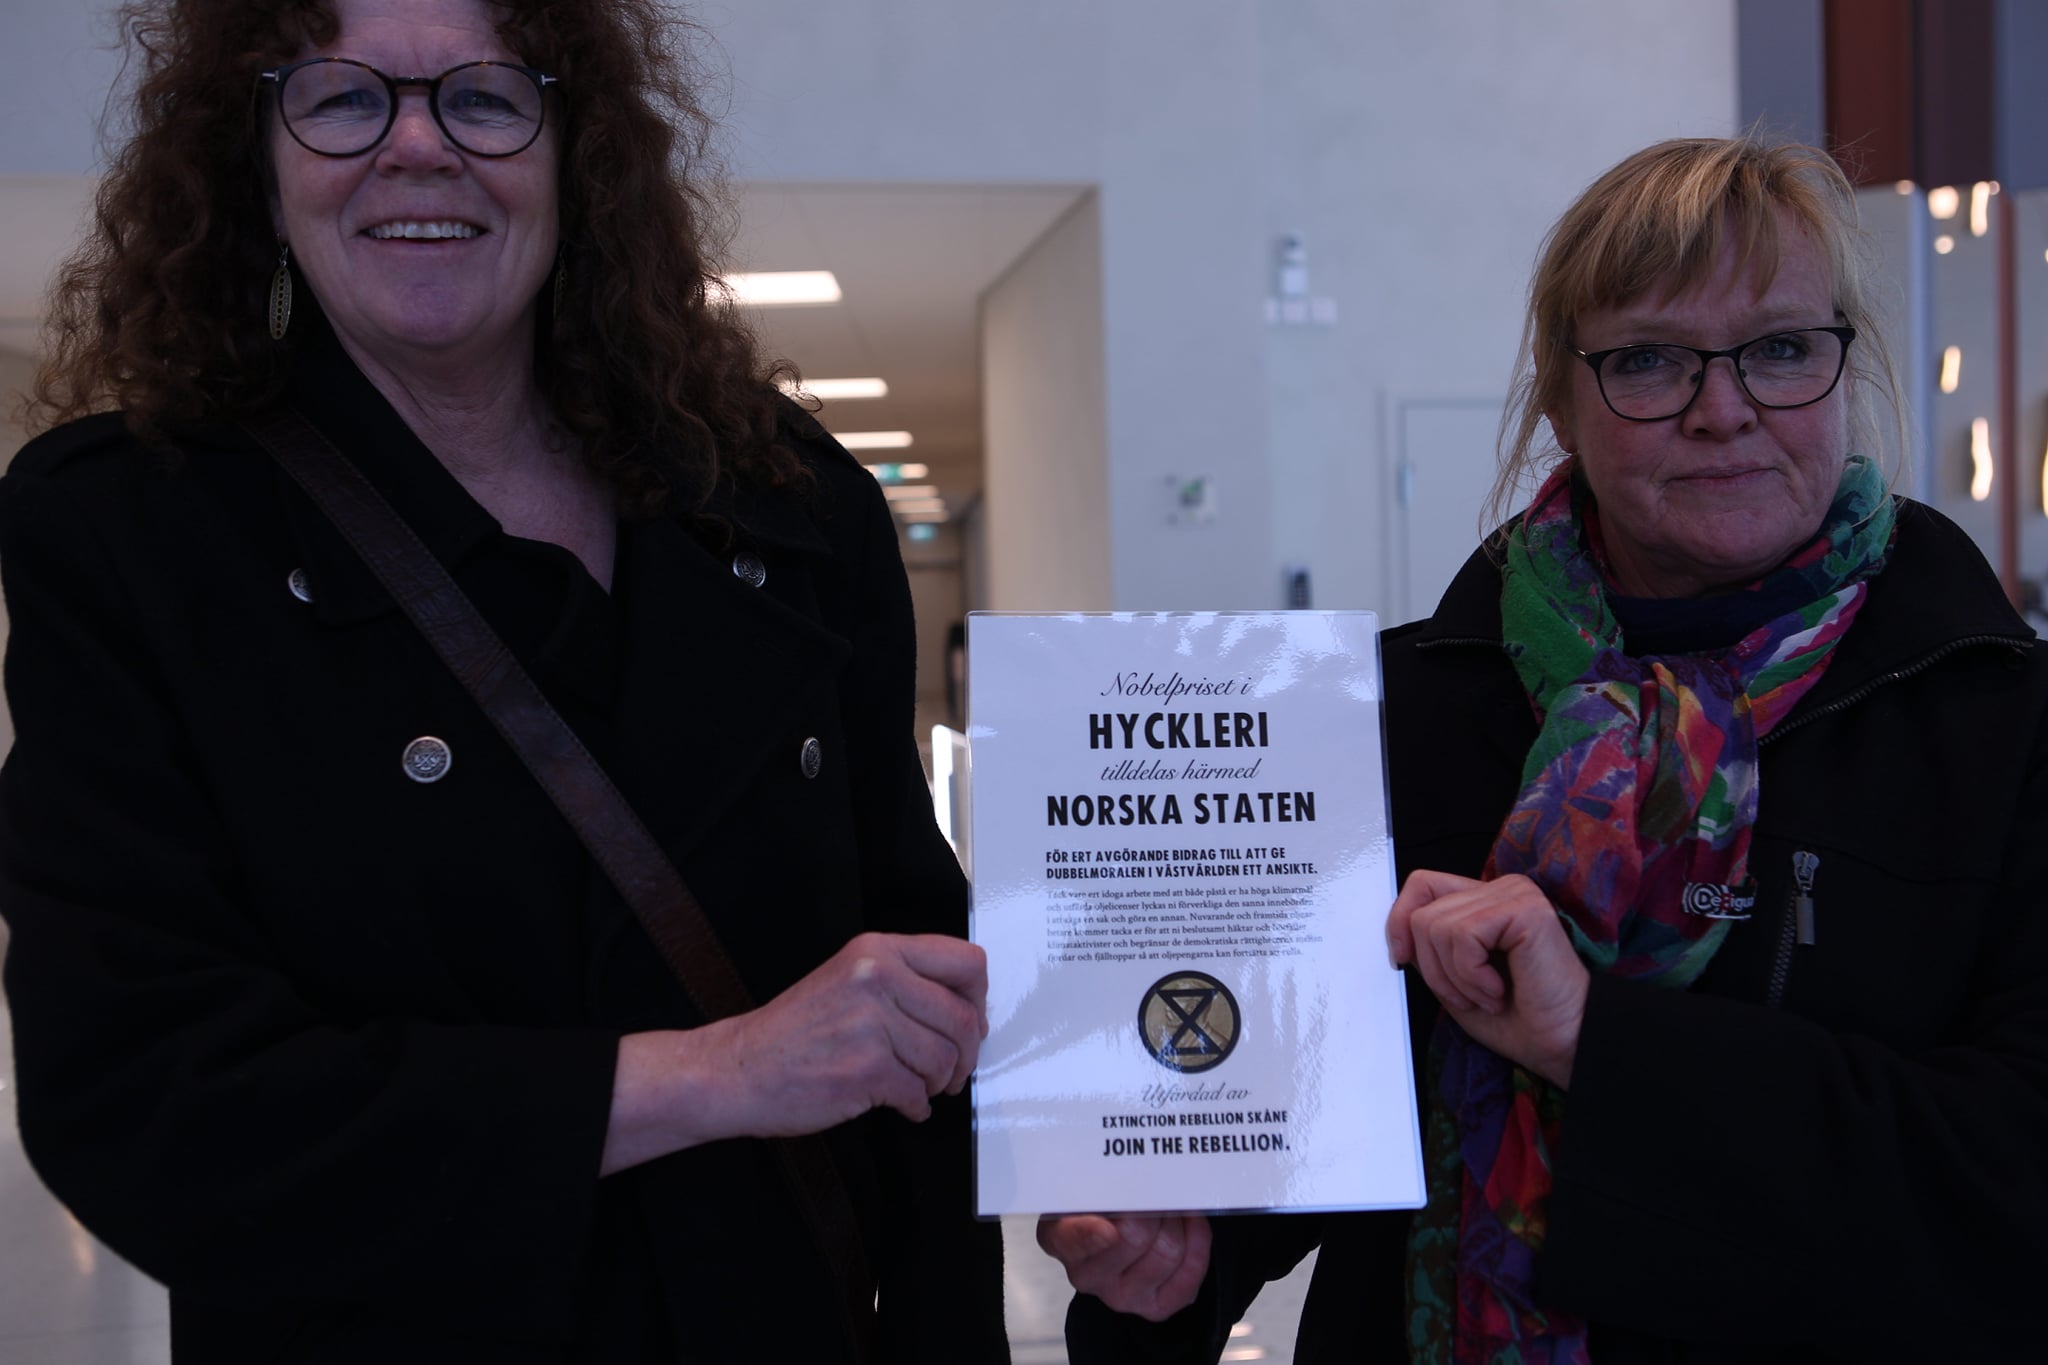 Nobelpriset i
HYCKLERI
tilldelas härmed
NORSKA STATEN
FÖR ERT AVGÖRANDE BIDRAG TILL ATT GE
DUBBELMORALEN I VÄSTVÄRLDEN ETT ANSIKTE.
Tack vare ert idoga arbete med att både påstå er ha höga klimatmål
och utfärda oljelicenser lyckas ni förverkliga den sanna innebörden
i att säga en sak och göra en annan. Nuvarande och framtida oljear-
betare kommer tacka er för att ni beslutsamt häktar och bötfäller
klimataktivister och begränsar de demokratiska rättigheterna mellan
fjordar och fjälltoppar så att oljepengarna kan fortsätta att rulla.
Utfärdad av
EXTINCTION REBELLION SKÅNE
JOIN THE REBELLION.